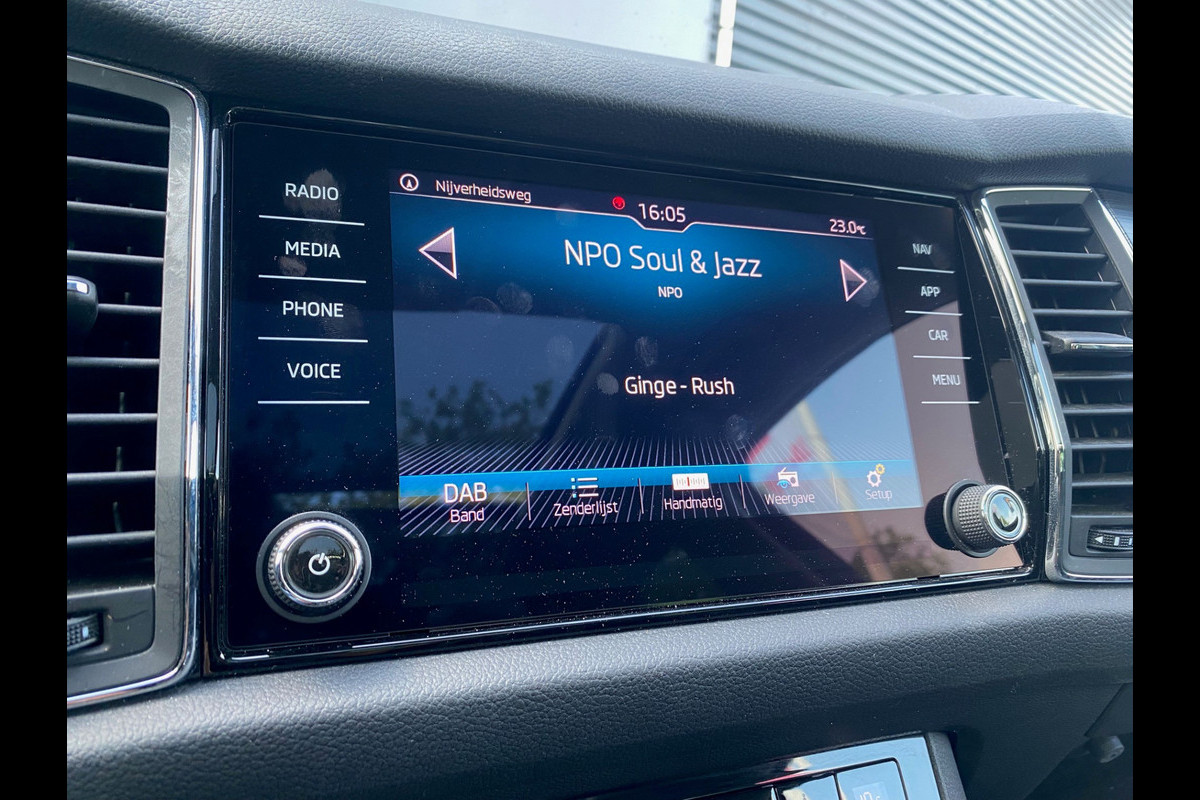 RADIO
MEDIA
PHONE
VOICE
Nijverheidsweg
16:05
23.0°C
NPO Soul & Jazz
NPO
Ginge - Rush
DAB
Band
Zenderlijst
Handmatig
Weergave
Setup
NAV
APP
CAR
MENU